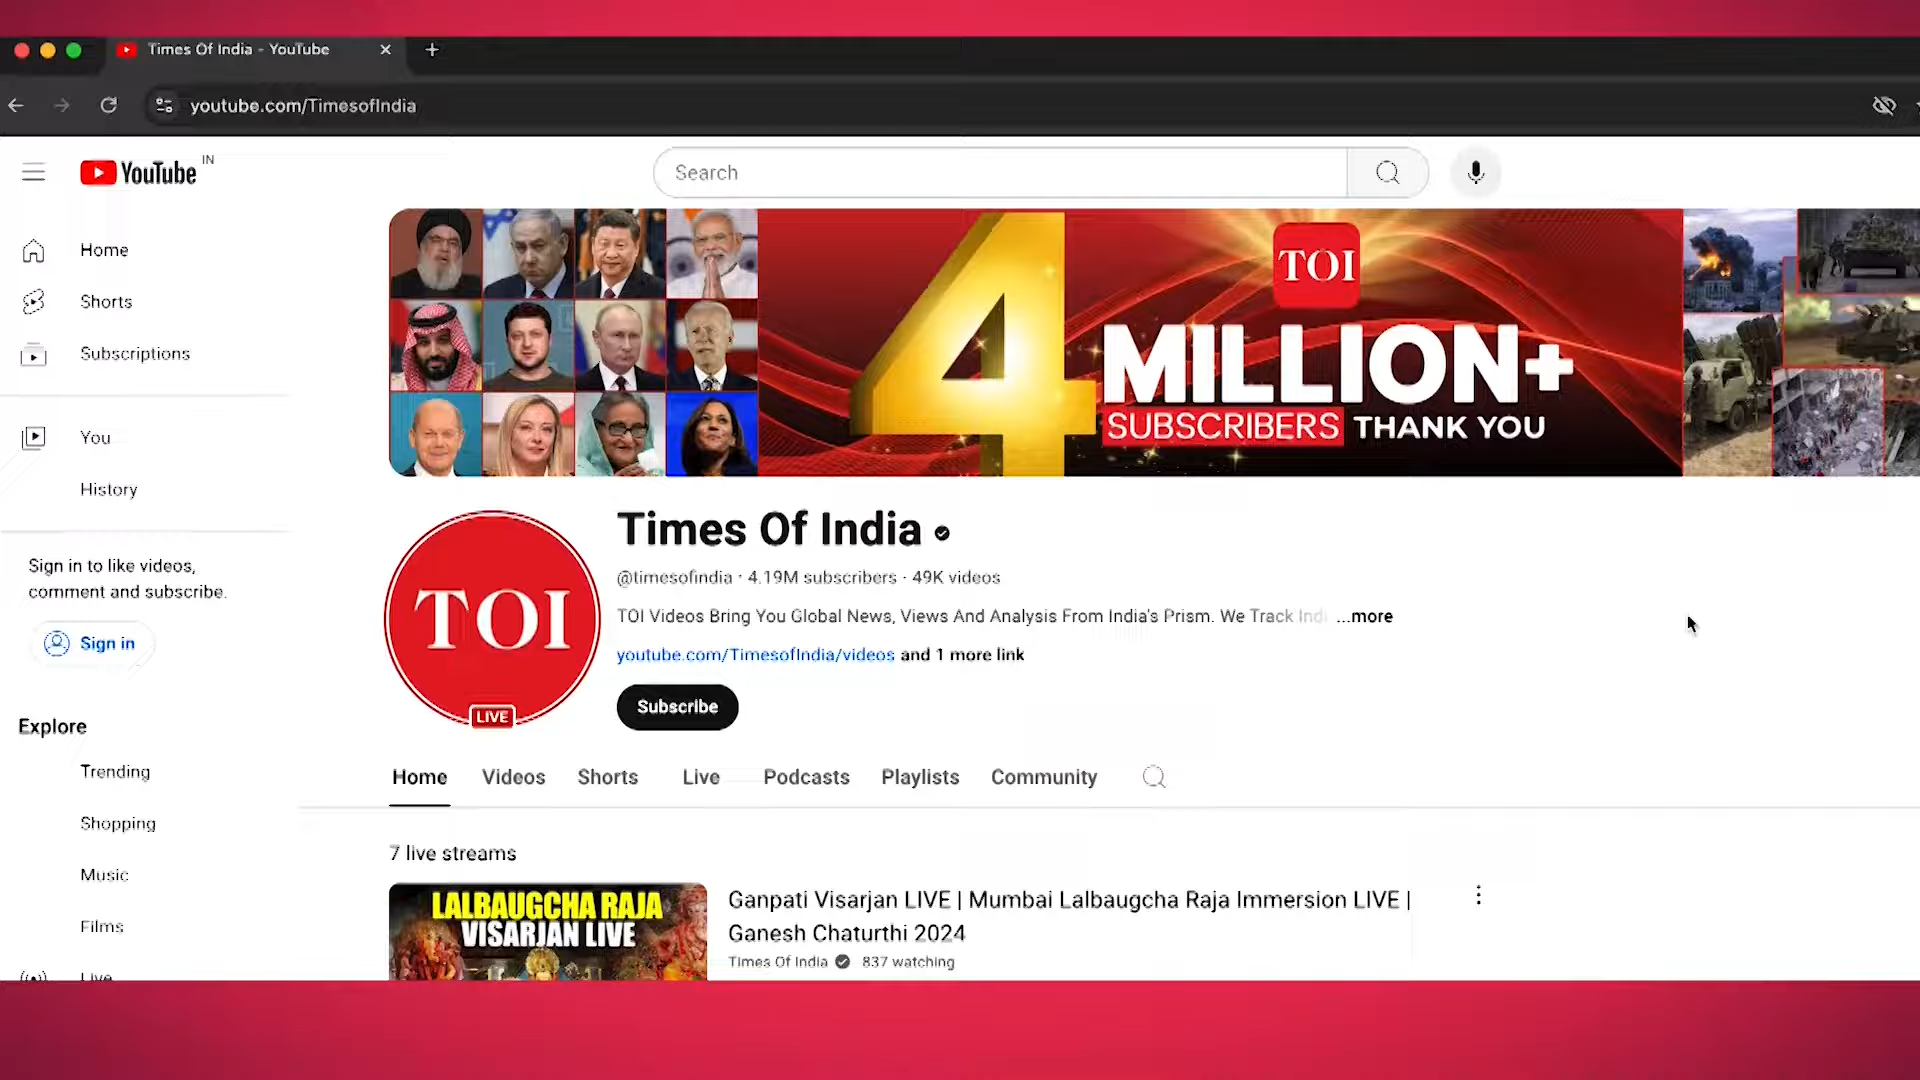 Times Of India - YouTube
youtube.com/TimesofIndia
YouTube IN
Search
Home
Shorts
Subscriptions
You
History
Sign in to like videos,
comment and subscribe.
Sign in
Explore
Trending
Shopping
Music
Films
Live
TOI
4 MILLION+
SUBSCRIBERS THANK YOU
TOI
LIVE
Times Of India
@timesofindia · 4.19M subscribers · 49K videos
TOI Videos Bring You Global News, Views And Analysis From India's Prism. We Track Indi ...more
youtube.com/TimesofIndia/videos and 1 more link
Subscribe
Home Videos Shorts Live Podcasts Playlists Community
7 live streams
LALBAUGCHA RAJA
VISARJAN LIVE
Ganpati Visarjan LIVE | Mumbai Lalbaugcha Raja Immersion LIVE |
Ganesh Chaturthi 2024
Times Of India 837 watching